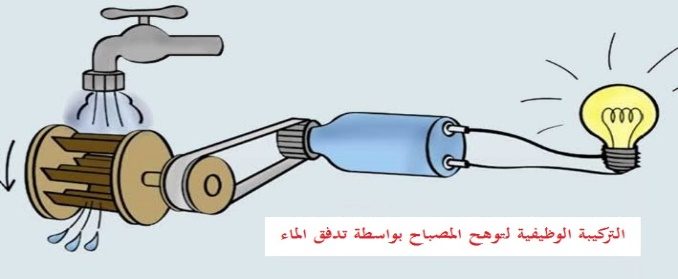 التركيبة الوظيفية لتوهج المصباح بواسطة تدفق الماء